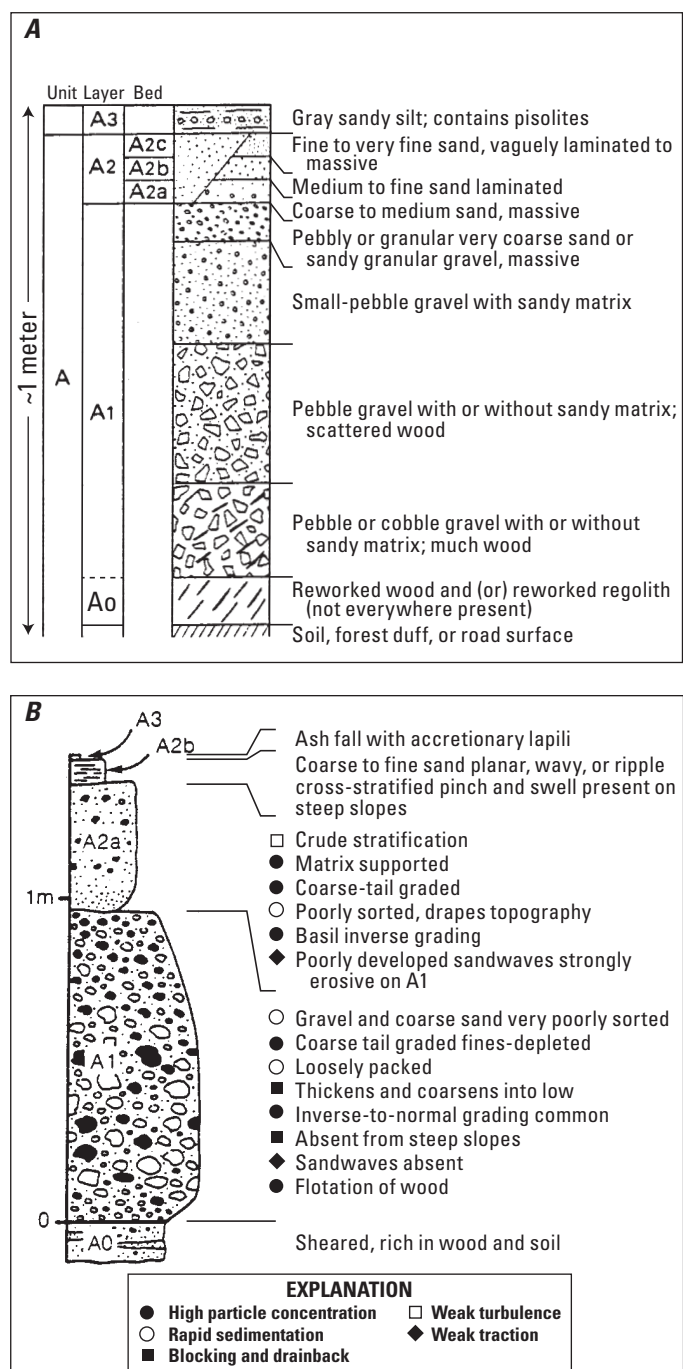 A
Unit Layer Bed
A3
Gray sandy silt; contains pisolites
A2c
Fine to very fine sand, vaguely laminated to
massive
A2
A2b
Medium to fine sand laminated
A2a
Coarse to medium sand, massive
Pebbly or granular very coarse sand or
sandy granular gravel, massive
Small-pebble gravel with sandy matrix
~1 meter
A
A1
Pebble gravel with or without sandy matrix;
scattered wood
Pebble or cobble gravel with or without
sandy matrix; much wood
Ao
Reworked wood and (or) reworked regolith
(not everywhere present)
Soil, forest duff, or road surface
B
A3
Ash fall with accretionary lapili
A2b
Coarse to fine sand planar, wavy, or ripple
cross-stratified pinch and swell present on
steep slopes
A2a
□ Crude stratification
● Matrix supported
● Coarse-tail graded
○ Poorly sorted, drapes topography
● Basil inverse grading
◆ Poorly developed sandwaves strongly
erosive on A1
1m
○ Gravel and coarse sand very poorly sorted
● Coarse tail graded fines-depleted
○ Loosely packed
■ Thickens and coarsens into low
● Inverse-to-normal grading common
■ Absent from steep slopes
◆ Sandwaves absent
● Flotation of wood
A1
0
A0
Sheared, rich in wood and soil
EXPLANATION
● High particle concentration □ Weak turbulence
○ Rapid sedimentation ◆ Weak traction
■ Blocking and drainback